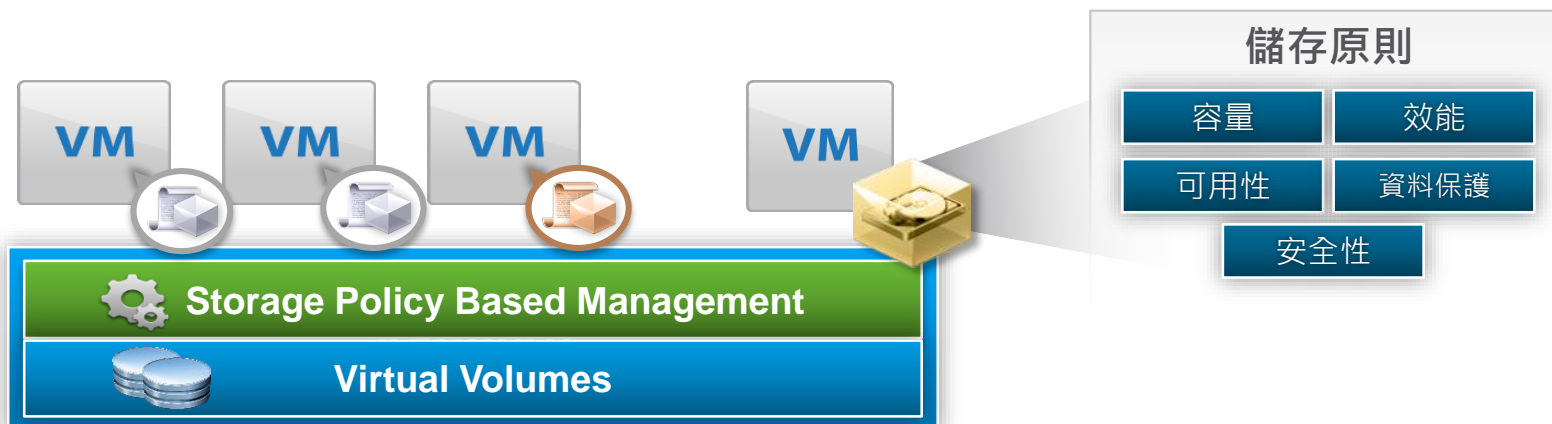 儲存原則
容量
效能
可用性
資料保護
安全性
VM
VM
VM
VM
Storage Policy Based Management
Virtual Volumes